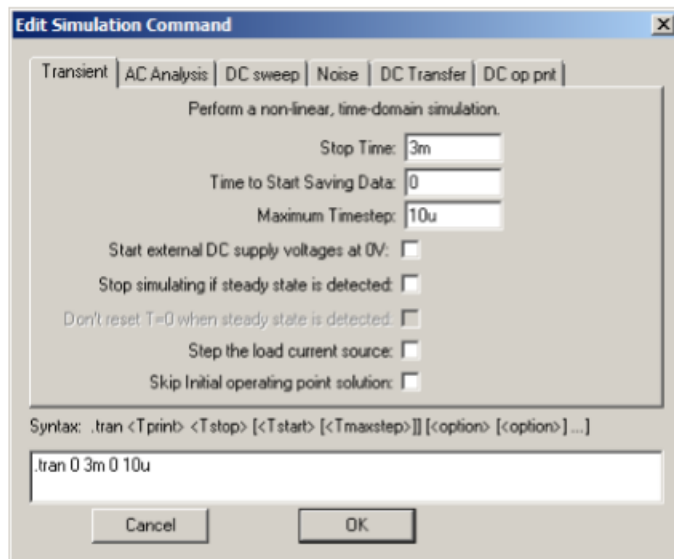 Edit Simulation Command
Transient AC Analysis DC sweep Noise DC Transfer DC op pnt
Perform a non-linear, time-domain simulation.
Stop Time: 3m
Time to Start Saving Data: 0
Maximum Timestep: 10u
Start external DC supply voltages at 0V:
Stop simulating if steady state is detected:
Don't reset T=0 when steady state is detected:
Step the load current source:
Skip Initial operating point solution:
Syntax: .tran <Tprint> <Tstop> [<Tstart> [<Tmaxstep>]] [<option> [<option>] ...]
.tran 0 3m 0 10u
Cancel OK